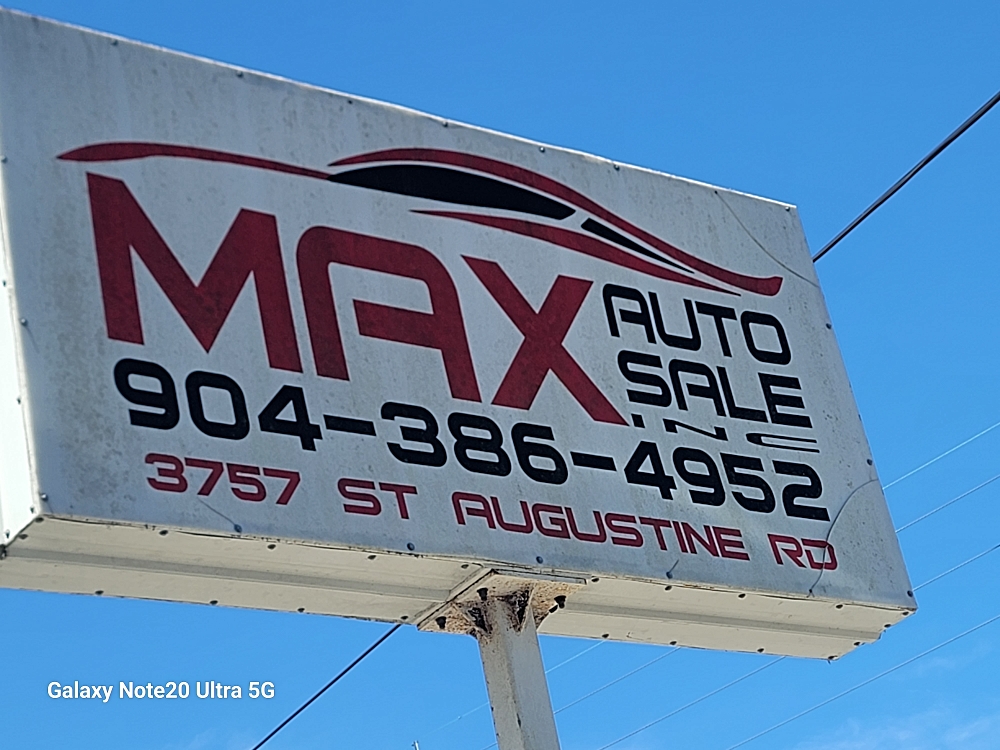 MAX
AUTO
SALE
INC
904-386-4952
3757 ST AUGUSTINE RD
Galaxy Note20 Ultra 5G